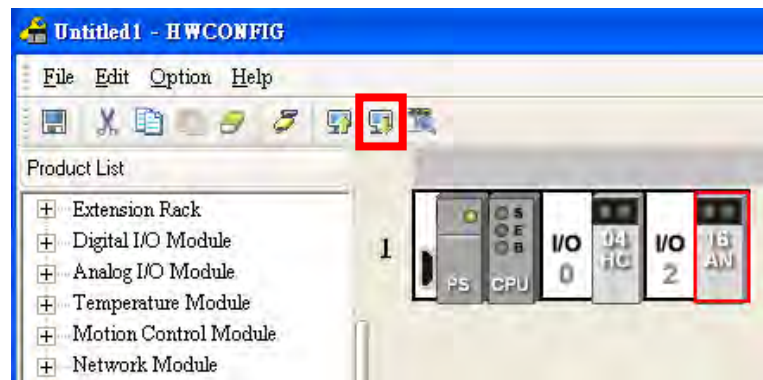 Untitled1 - HWCONFIG
File Edit Option Help
Product List
Extension Rack
Digital I/O Module
Analog I/O Module
Temperature Module
Motion Control Module
Network Module
1
PS
CPU
S
E
B
I/O
0
04
HC
I/O
2
16
AN